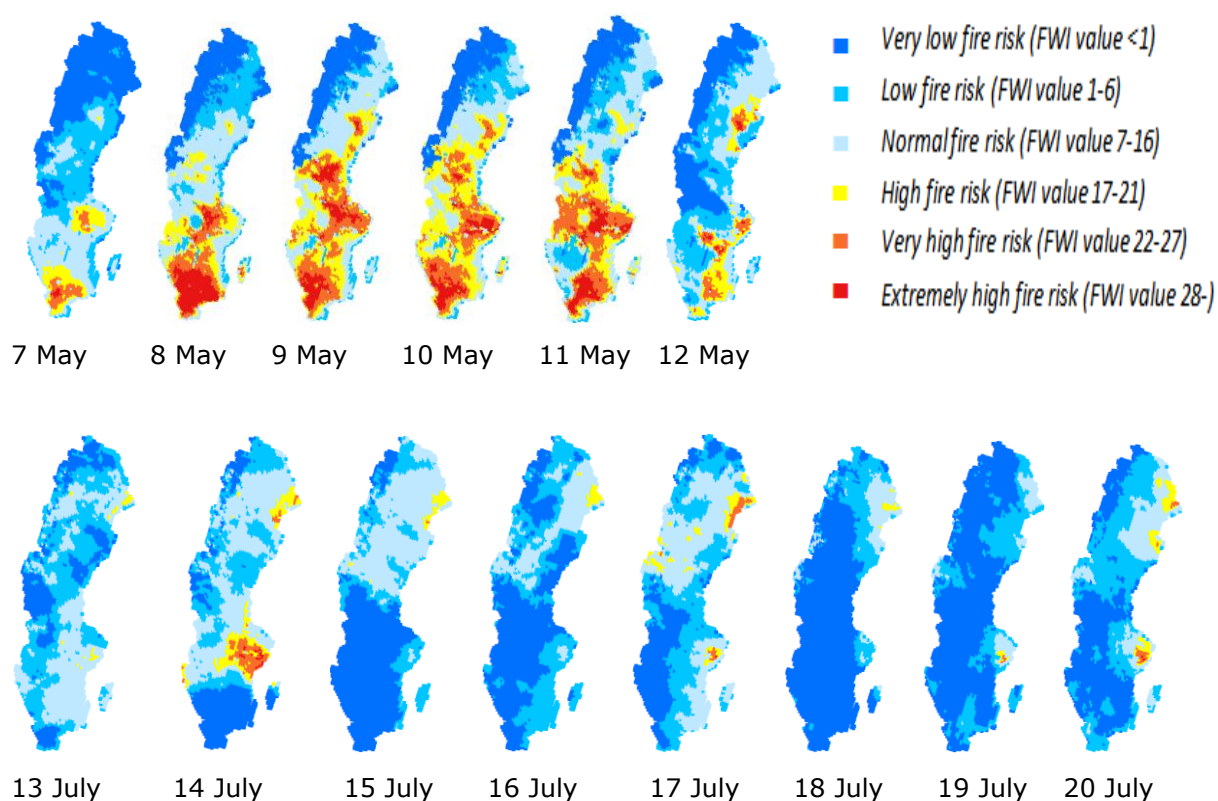 Very low fire risk (FWI value <1)
Low fire risk (FWI value 1-6)
Normal fire risk (FWI value 7-16)
High fire risk (FWI value 17-21)
Very high fire risk (FWI value 22-27)
Extremely high fire risk (FWI value 28-)
7 May 8 May 9 May 10 May 11 May 12 May
13 July 14 July 15 July 16 July 17 July 18 July 19 July 20 July